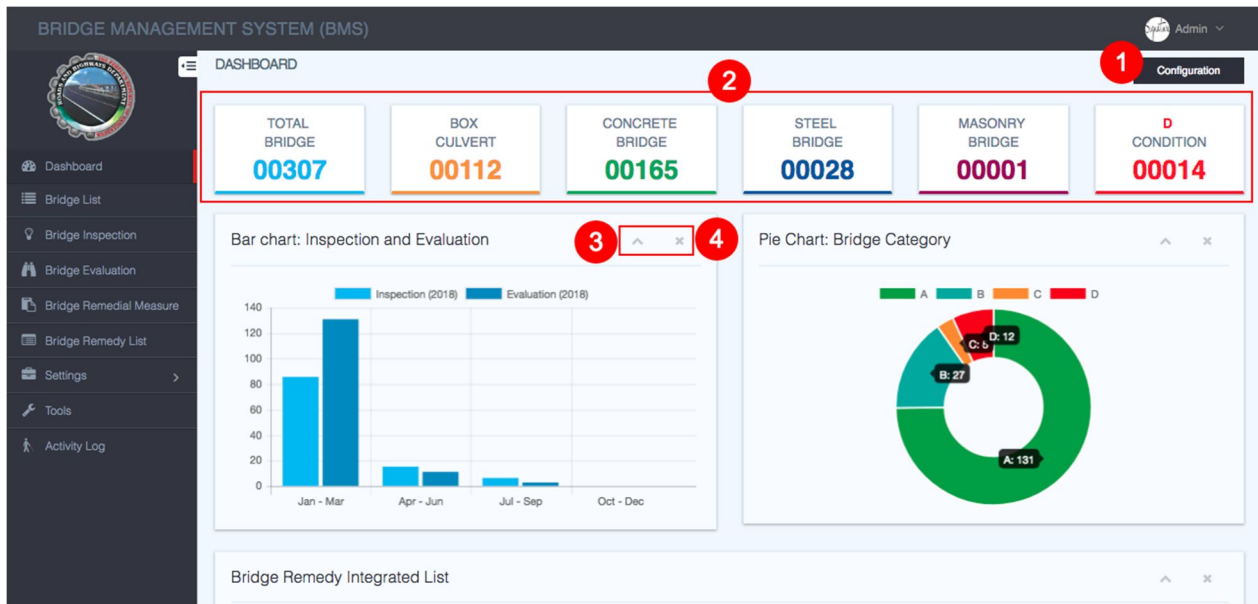 BRIDGE MANAGEMENT SYSTEM (BMS)
Admin
ROADS AND HIGHWAYS DEPARTMENT
DASHBOARD
1
Configuration
2
TOTAL
BRIDGE
00307
BOX
CULVERT
00112
CONCRETE
BRIDGE
00165
STEEL
BRIDGE
00028
MASONRY
BRIDGE
00001
D
CONDITION
00014
Dashboard
Bridge List
Bridge Inspection
Bridge Evaluation
Bridge Remedial Measure
Bridge Remedy List
Settings
Tools
Activity Log
Bar chart: Inspection and Evaluation
3
4
Inspection (2018) Evaluation (2018)
140
120
100
80
60
40
20
0
Jan - Mar Apr - Jun Jul - Sep Oct - Dec
Pie Chart: Bridge Category
A B C D
D: 12
C:
B: 27
A: 131
Bridge Remedy Integrated List